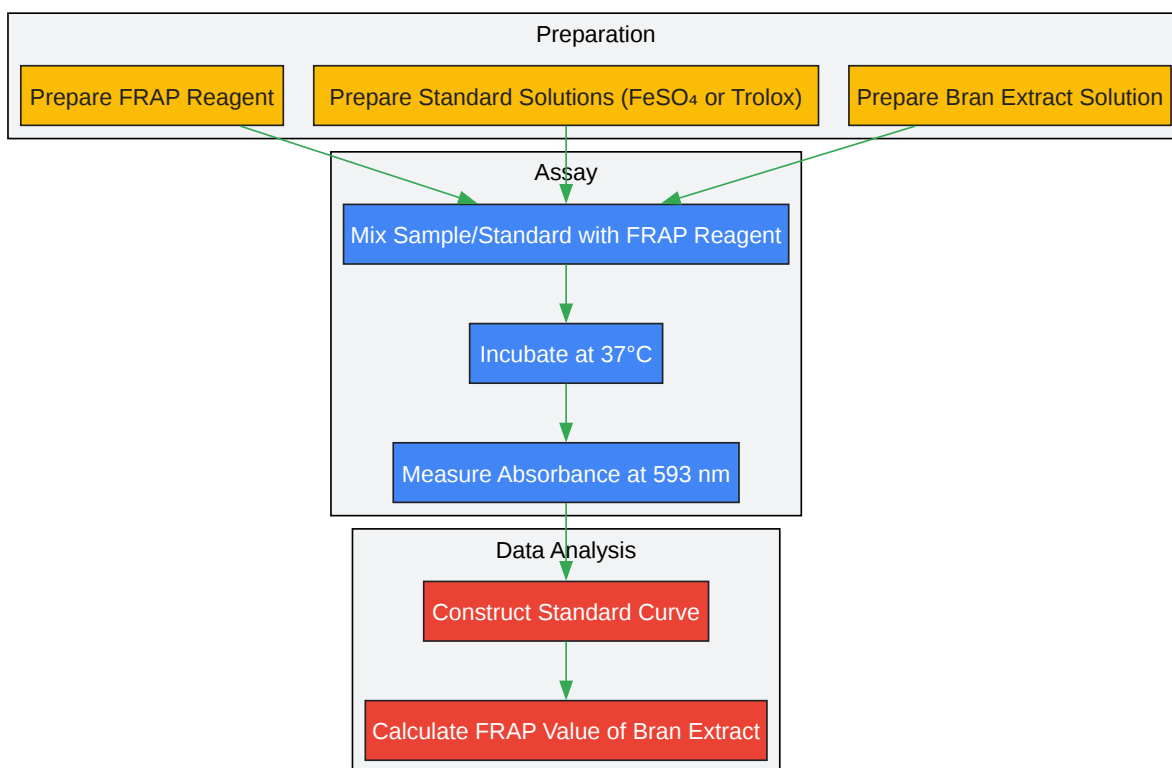 Preparation
Prepare FRAP Reagent
Prepare Standard Solutions (FeSO₄ or Trolox)
Prepare Bran Extract Solution
Assay
Mix Sample/Standard with FRAP Reagent
Incubate at 37°C
Measure Absorbance at 593 nm
Data Analysis
Construct Standard Curve
Calculate FRAP Value of Bran Extract